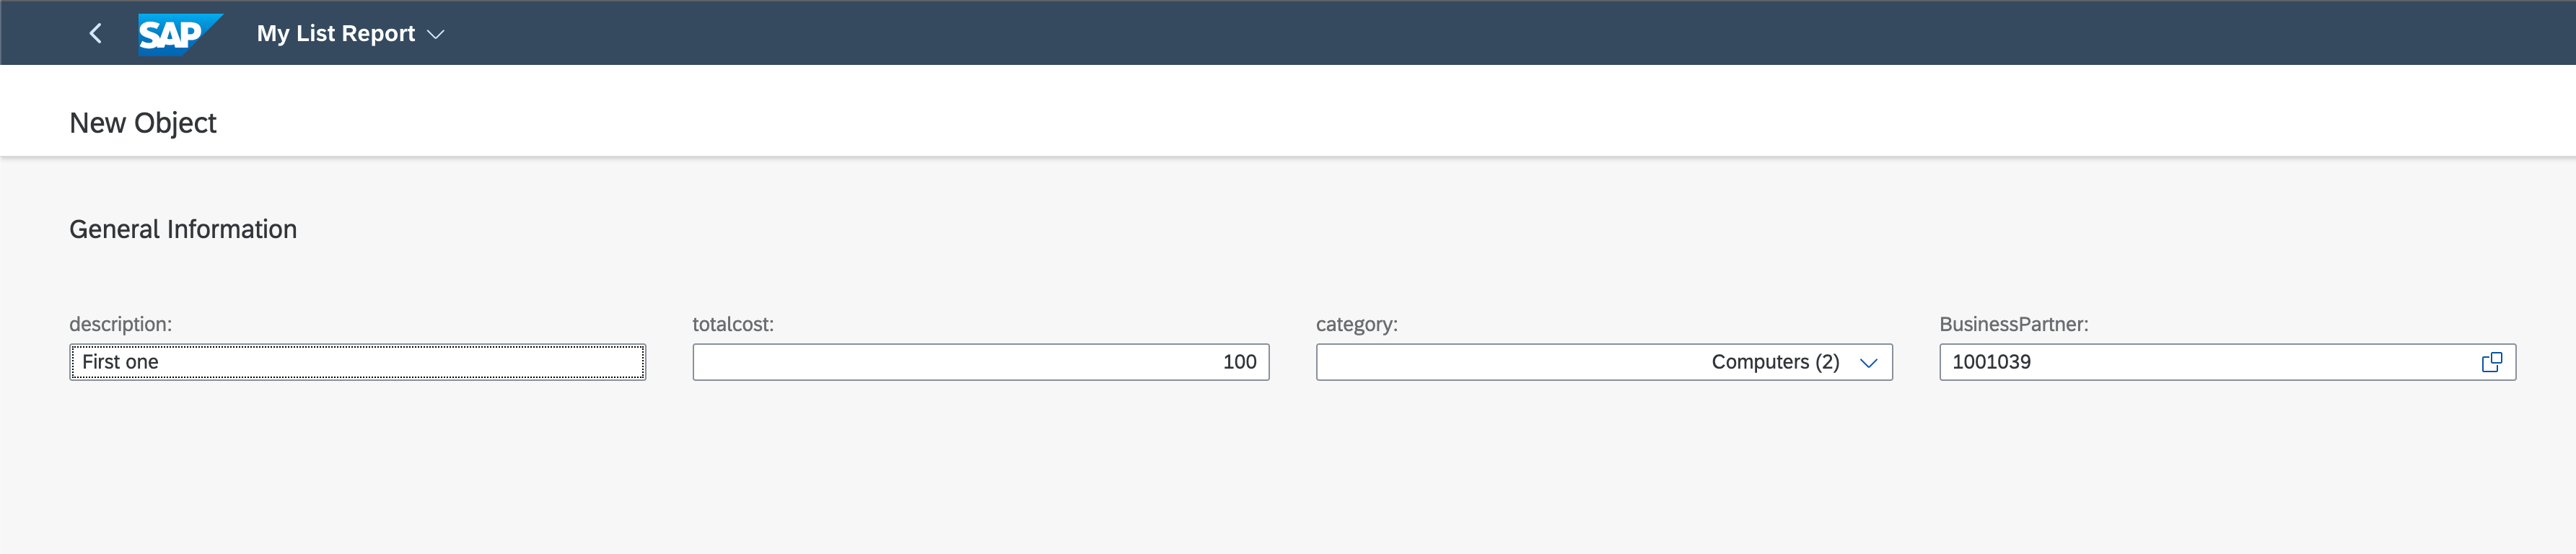 SAP My List Report
New Object
General Information
description: totalcost: category: BusinessPartner:
First one 100 Computers (2) 1001039